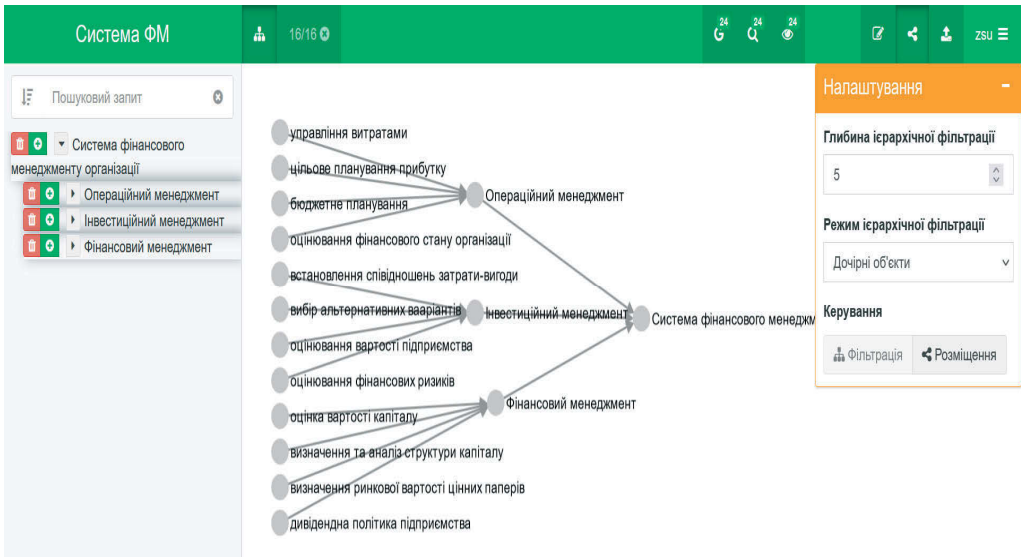 Система ФМ
16/16
24
24
24
zsu
Пошуковий запит
Система фінансового
менеджменту організації
Операційний менеджмент
Інвестиційний менеджмент
Фінансовий менеджмент
управління витратами
цільове планування прибутку
бюджетне планування
Операційний менеджмент
оцінювання фінансового стану організації
встановлення співідношень затрати-вигоди
вибір альтернативних вааріантів
Інвестиційний менеджмент
Система фінансового менеджм
оцінювання вартості підприємства
оцінювання фінансових ризиків
Фінансовий менеджмент
оцінка вартості капіталу
визначення та аналіз структури капіталу
визначення ринкової вартості цінних паперів
дивідендна політика підприємства
Налаштування
Глибина ієрархічної фільтрації
5
Режим ієрархічної фільтрації
Дочірні об'єкти
Керування
Фільтрація
Розміщення